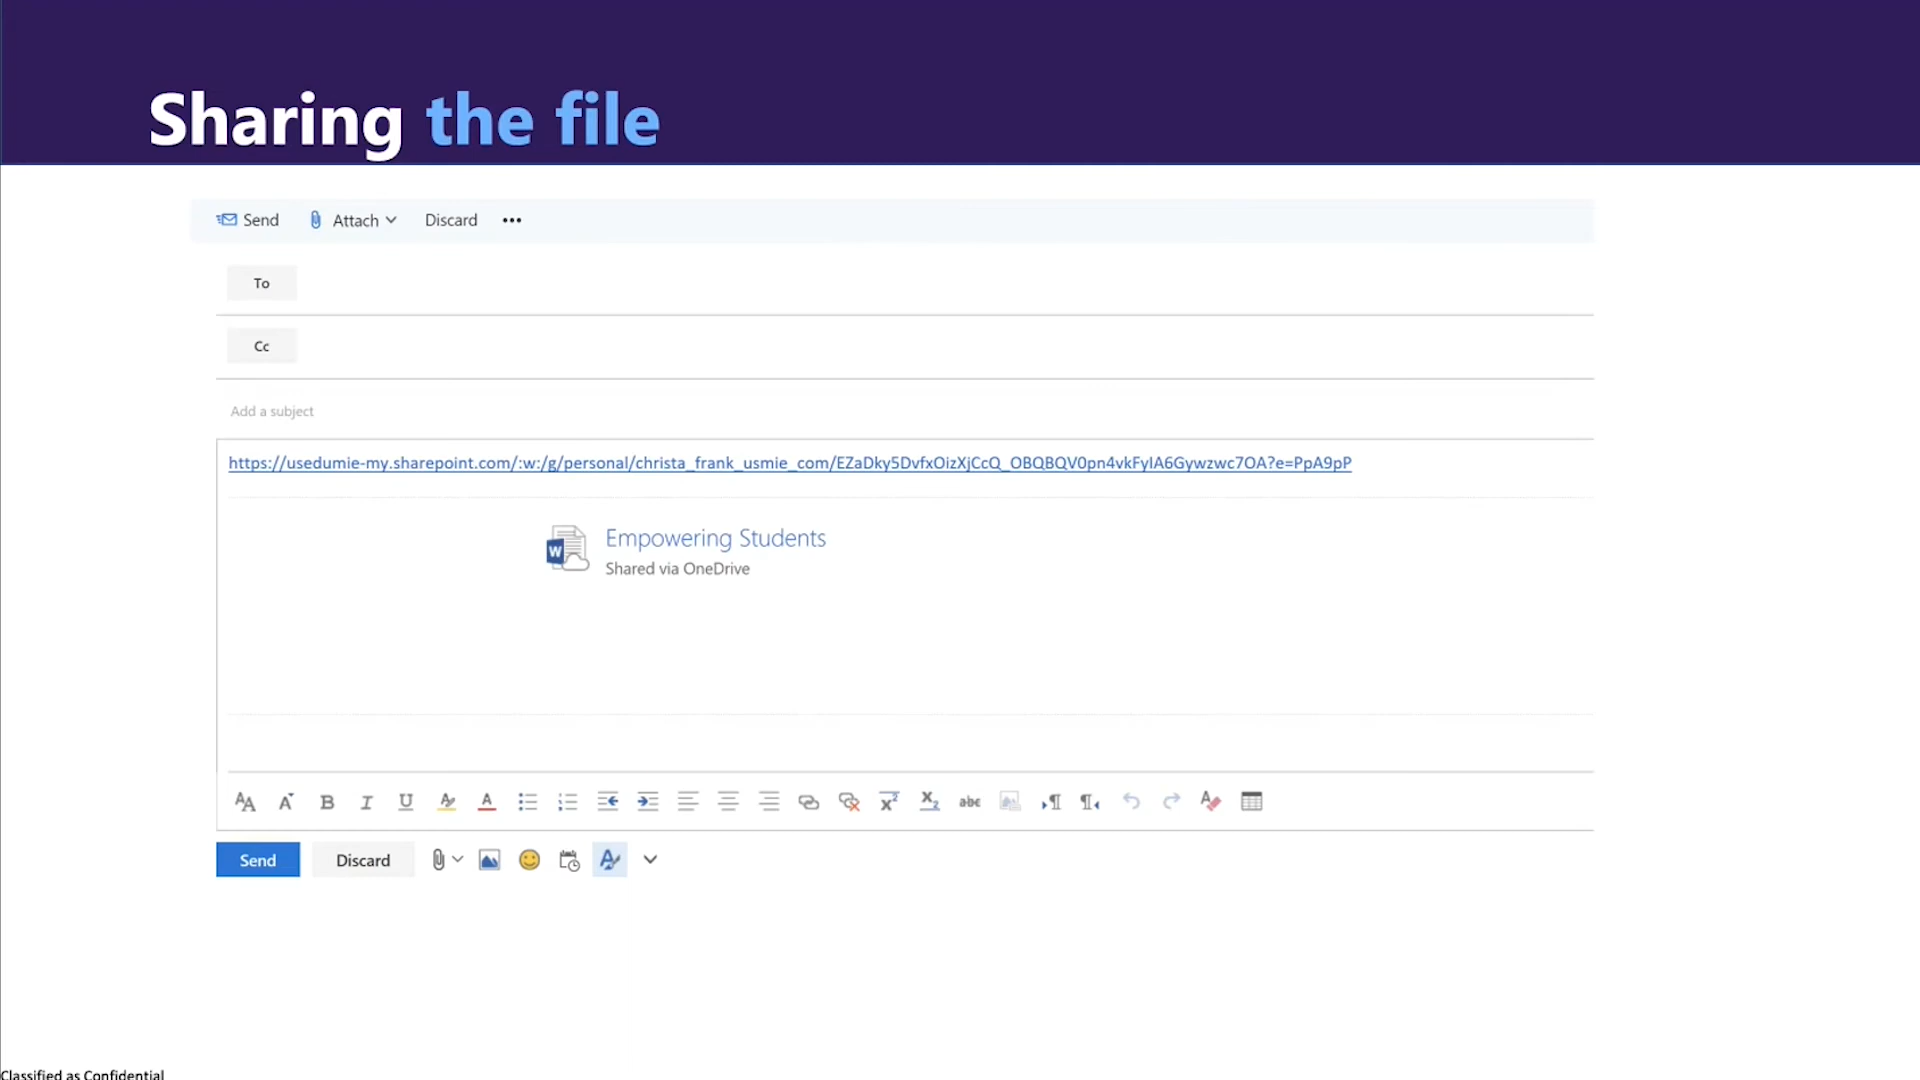 Sharing the file
Send Attach Discard •••
To
Cc
Add a subject
https://usedumie-my.sharepoint.com/:w:/g/personal/christa_frank_usmie_com/EZaDky5DvfxOizXjCcQ_OBQBQV0pn4vkFyIA6Gywzwc7OA?e=PpA9pP
W
Empowering Students
Shared via OneDrive
Send Discard
Classified as Confidential